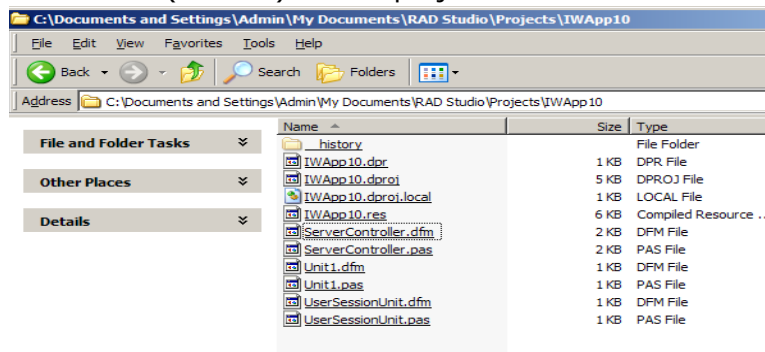 C:\Documents and Settings\Admin\My Documents\RAD Studio\Projects\IWApp10
File Edit View Favorites Tools Help
Back Search Folders
Address C:\Documents and Settings\Admin\My Documents\RAD Studio\Projects\IWApp10
Name Size Type
File and Folder Tasks
Other Places
Details
__history File Folder
IWApp10.dpr 1 KB DPR File
IWApp10.dproj 5 KB DPROJ File
IWApp10.dproj.local 1 KB LOCAL File
IWApp10.res 6 KB Compiled Resource ..
ServerController.dfm 2 KB DFM File
ServerController.pas 2 KB PAS File
Unit1.dfm 1 KB DFM File
Unit1.pas 1 KB PAS File
UserSessionUnit.dfm 1 KB DFM File
UserSessionUnit.pas 1 KB PAS File